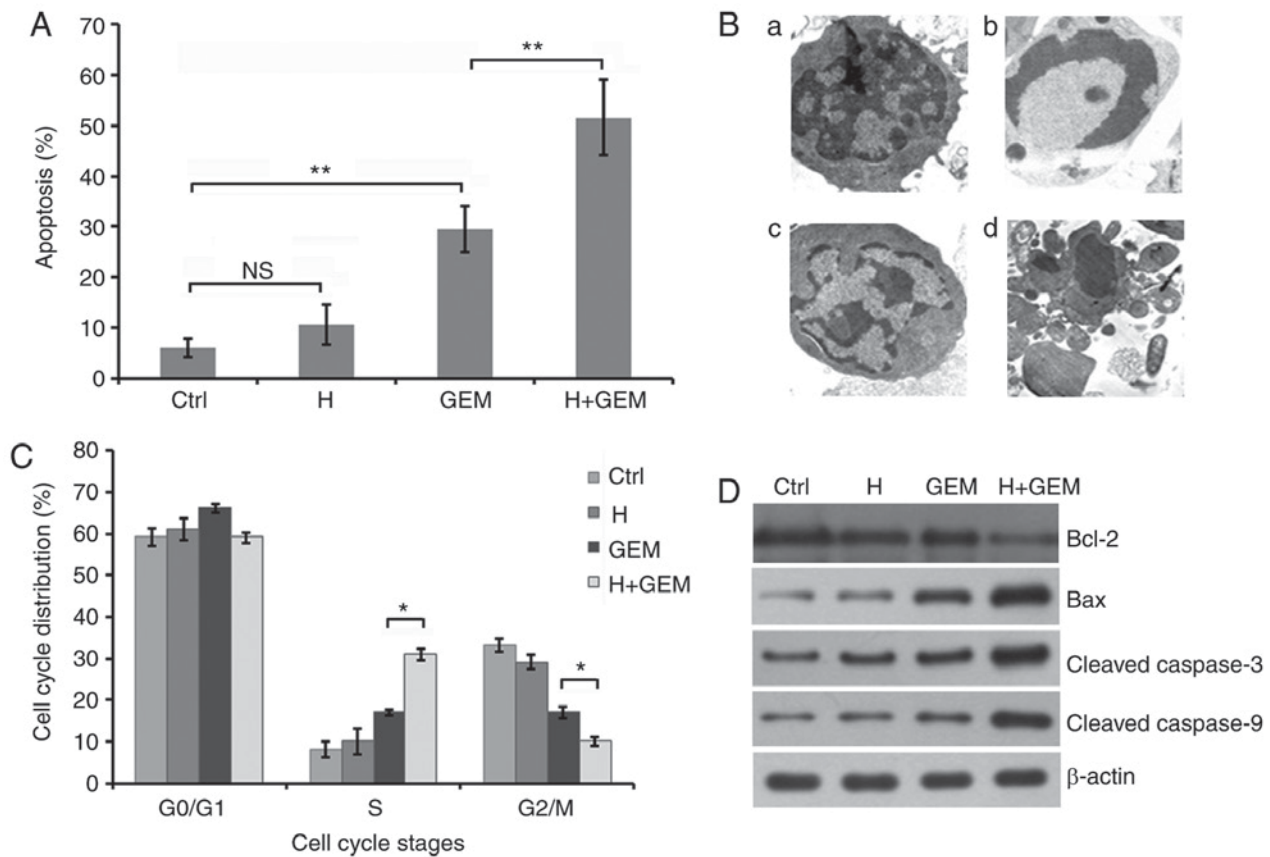 A
70
60
50
40
30
20
10
0
Apoptosis (%)
NS
**
**
Ctrl H GEM H+GEM
B
a b
c d
C
80
70
60
50
40
30
20
10
0
Cell cycle distribution (%)
Ctrl
H
GEM
H+GEM
*
*
G0/G1 S G2/M
Cell cycle stages
D
Ctrl H GEM H+GEM
Bcl-2
Bax
Cleaved caspase-3
Cleaved caspase-9
β-actin